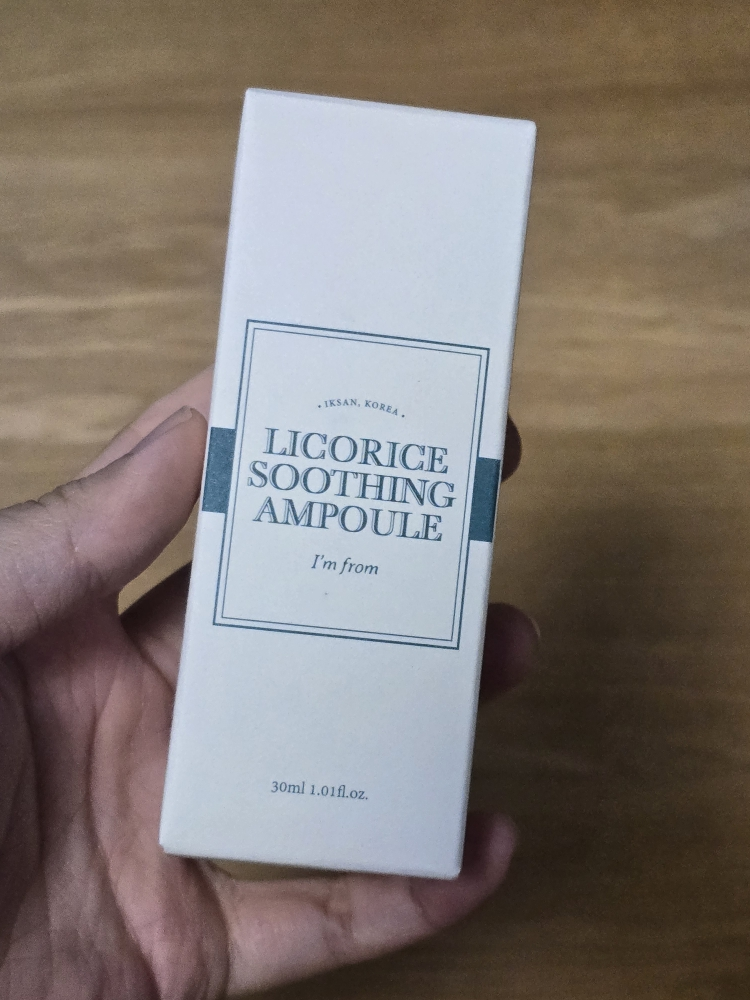 · IKSAN, KOREA ·
LICORICE
SOOTHING
AMPOULE
I'm from
30ml 1.01fl.oz.